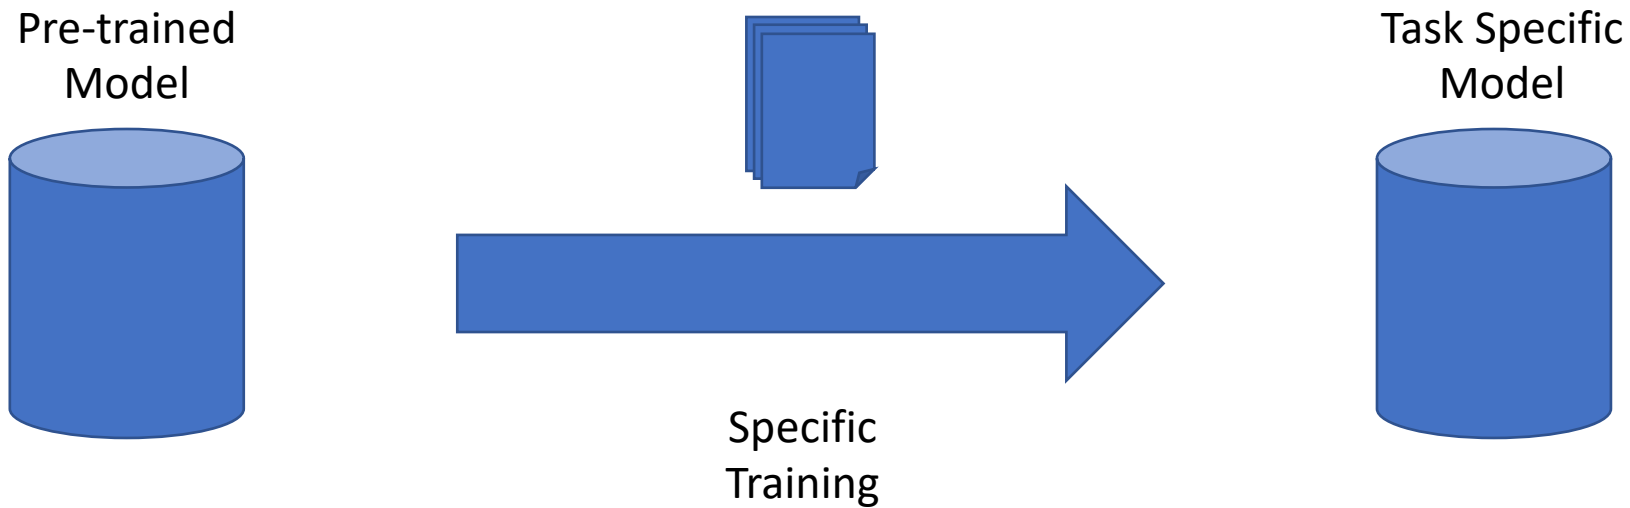 Pre-trained
Model
Specific
Training
Task Specific
Model